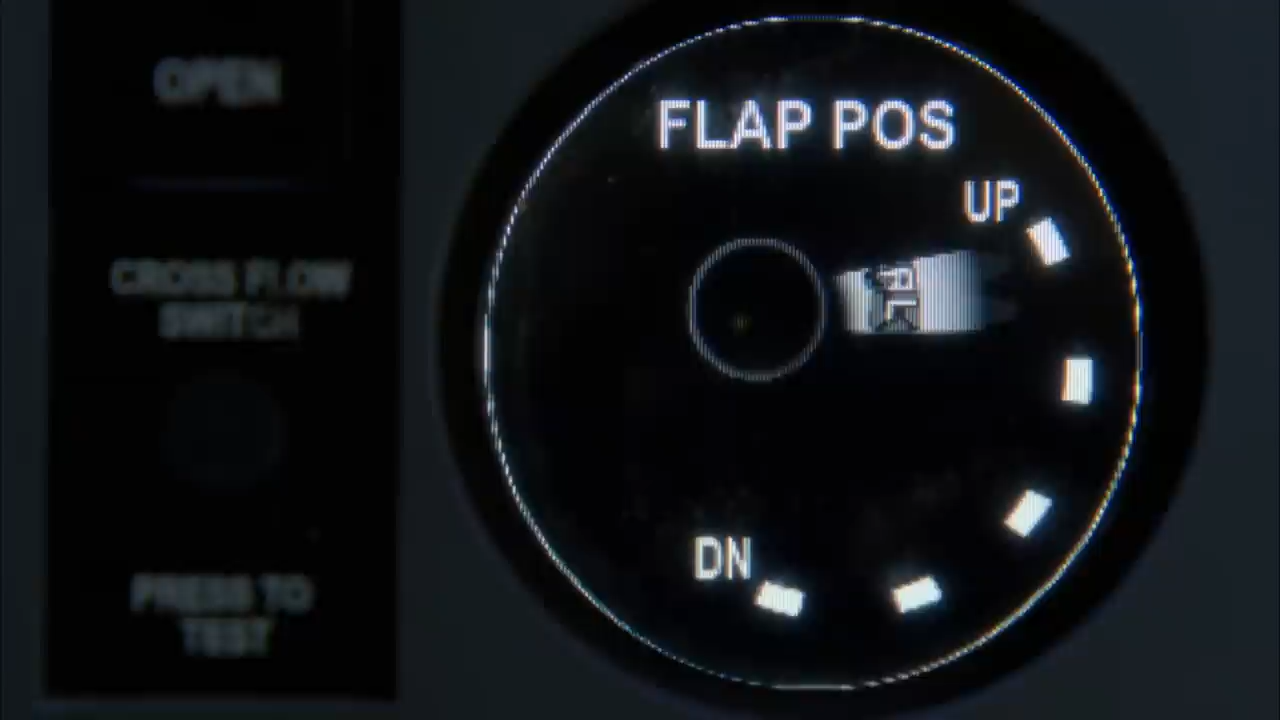 OPEN
CROSS FLOW
SWITCH
PRESS TO
TEST
FLAP POS
UP
DN